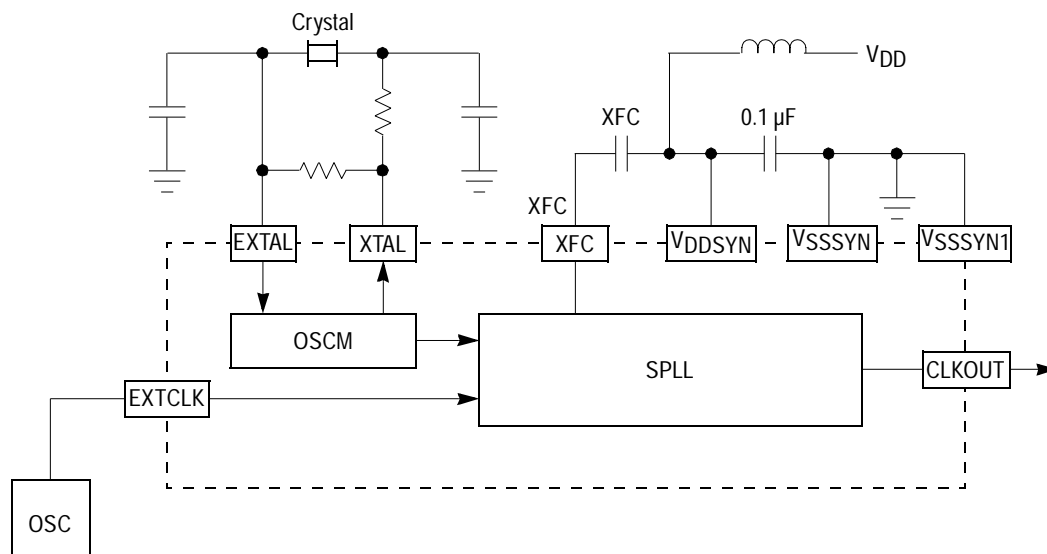 Crystal
VDD
XFC
0.1 µF
XFC
EXTAL
XTAL
XFC
VDDSYN
VSSSYN
VSSSYN1
OSCM
SPLL
CLKOUT
EXTCLK
OSC